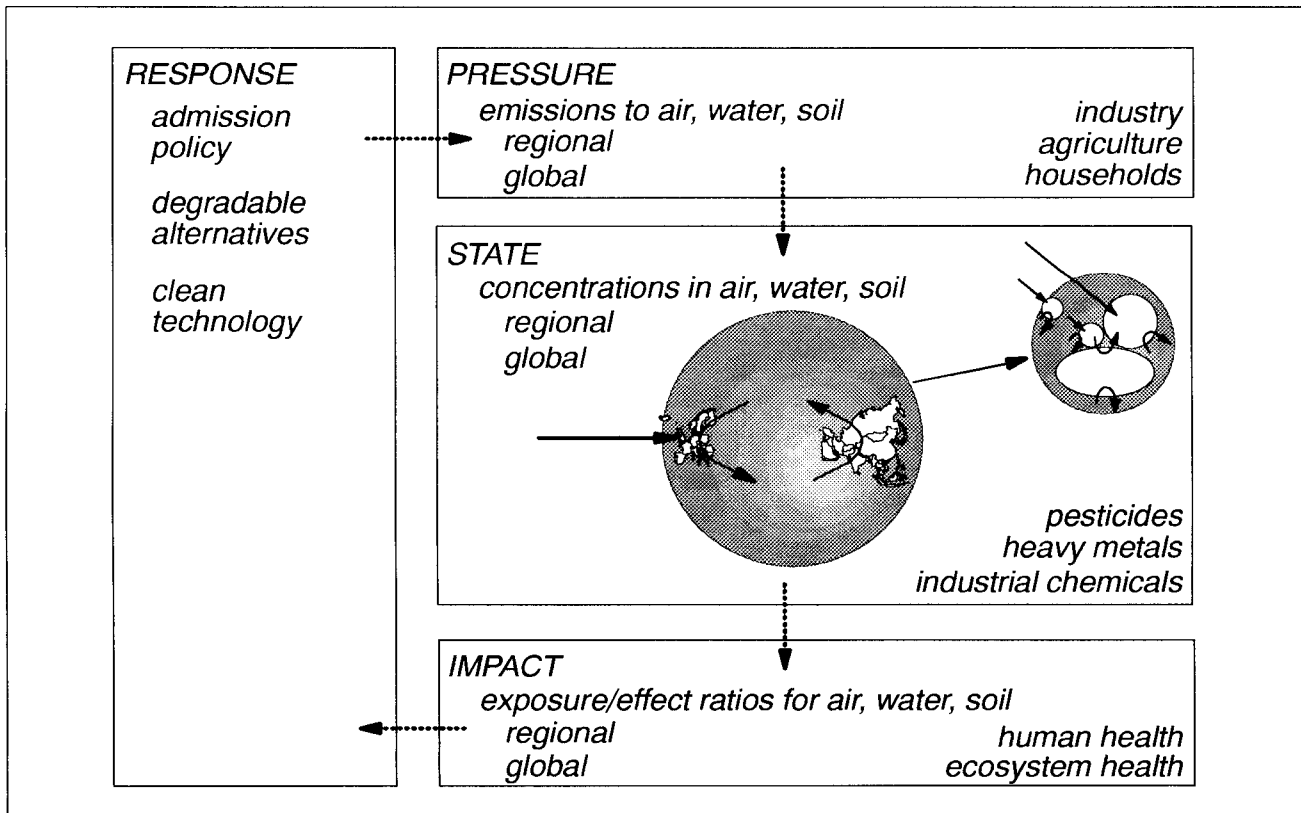 RESPONSE
admission
policy
degradable
alternatives
clean
technology
PRESSURE
emissions to air, water, soil
regional
global
industry
agriculture
households
STATE
concentrations in air, water, soil
regional
global
pesticides
heavy metals
industrial chemicals
IMPACT
exposure/effect ratios for air, water, soil
regional
global
human health
ecosystem health